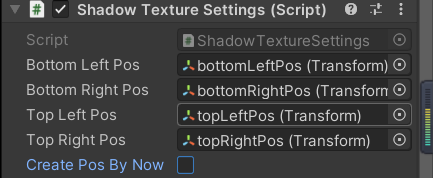 Shadow Texture Settings (Script)
Script ShadowTextureSettings
Bottom Left Pos bottomLeftPos (Transform)
Bottom Right Pos bottomRightPos (Transform
Top Left Pos topLeftPos (Transform)
Top Right Pos topRightPos (Transform)
Create Pos By Now